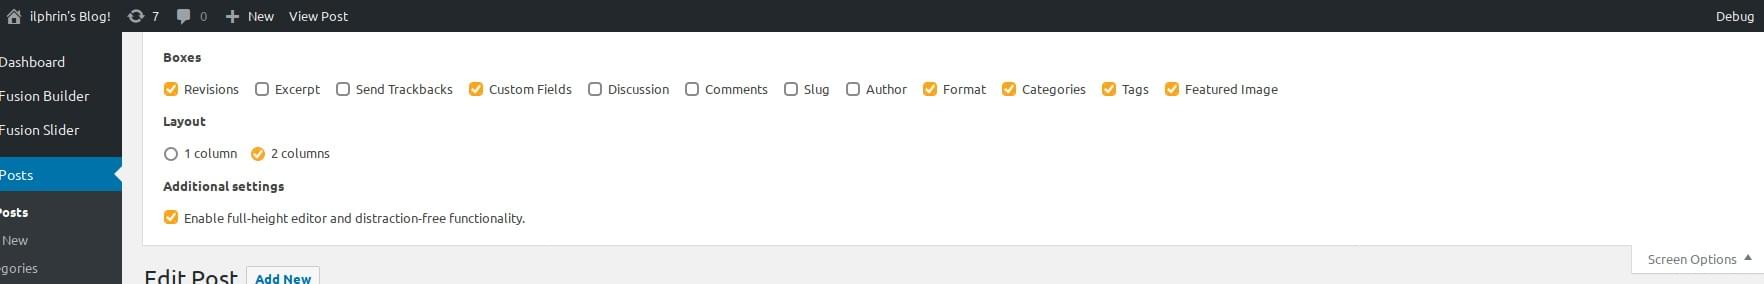 ilphrin's Blog! 7 0 New View Post Debug
Dashboard
Fusion Builder
Fusion Slider
Posts
Posts
New
Boxes
Revisions Excerpt Send Trackbacks Custom Fields Discussion Comments Slug Author Format Categories Tags Featured Image
Layout
1 column 2 columns
Additional settings
Enable full-height editor and distraction-free functionality.
Screen Options
Edit Post Add New